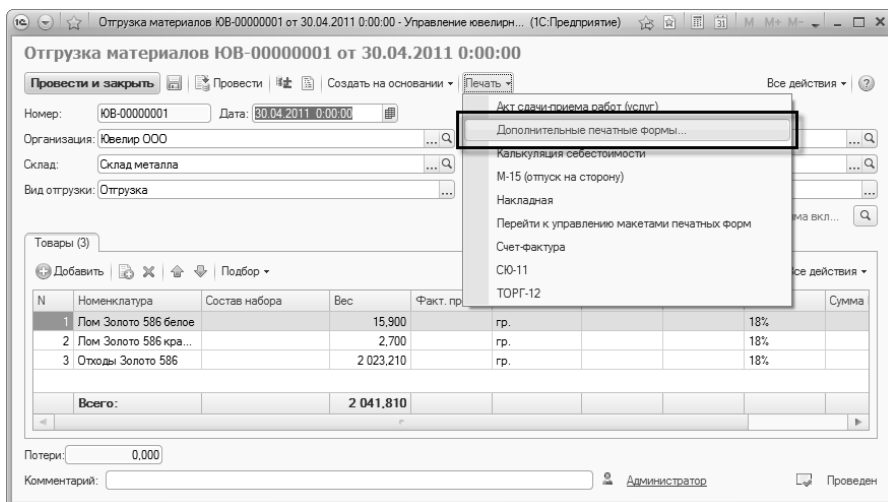 Отгрузка материалов ЮВ-00000001 от 30.04.2011 0:00:00 - Управление ювелирн... (1С:Предприятие) M M+ M-
Отгрузка материалов ЮВ-00000001 от 30.04.2011 0:00:00
Провести и закрыть Провести Создать на основании Печать Все действия
Номер: ЮВ-00000001 Дата: 30.04.2011 0:00:00
Организация: Ювелир ООО
Склад: Склад металла
Вид отгрузки: Отгрузка
Акт сдачи-приема работ (услуг)
Дополнительные печатные формы...
Калькуляция себестоимости
М-15 (отпуск на сторону)
Накладная
Перейти к управлению макетами печатных форм
Счет-фактура
СЮ-11
ТОРГ-12
вкл...
Товары (3)
Добавить Подбор все действия
N Номенклатура Состав набора Вес Факт. пр Сумма
1 Лом Золото 586 белое 15,900 гр. 18%
2 Лом Золото 586 кра... 2,700 гр. 18%
3 Отходы Золото 586 2 023,210 гр. 18%
Всего: 2 041,810
Потери: 0,000
Комментарий: Администратор Проведен